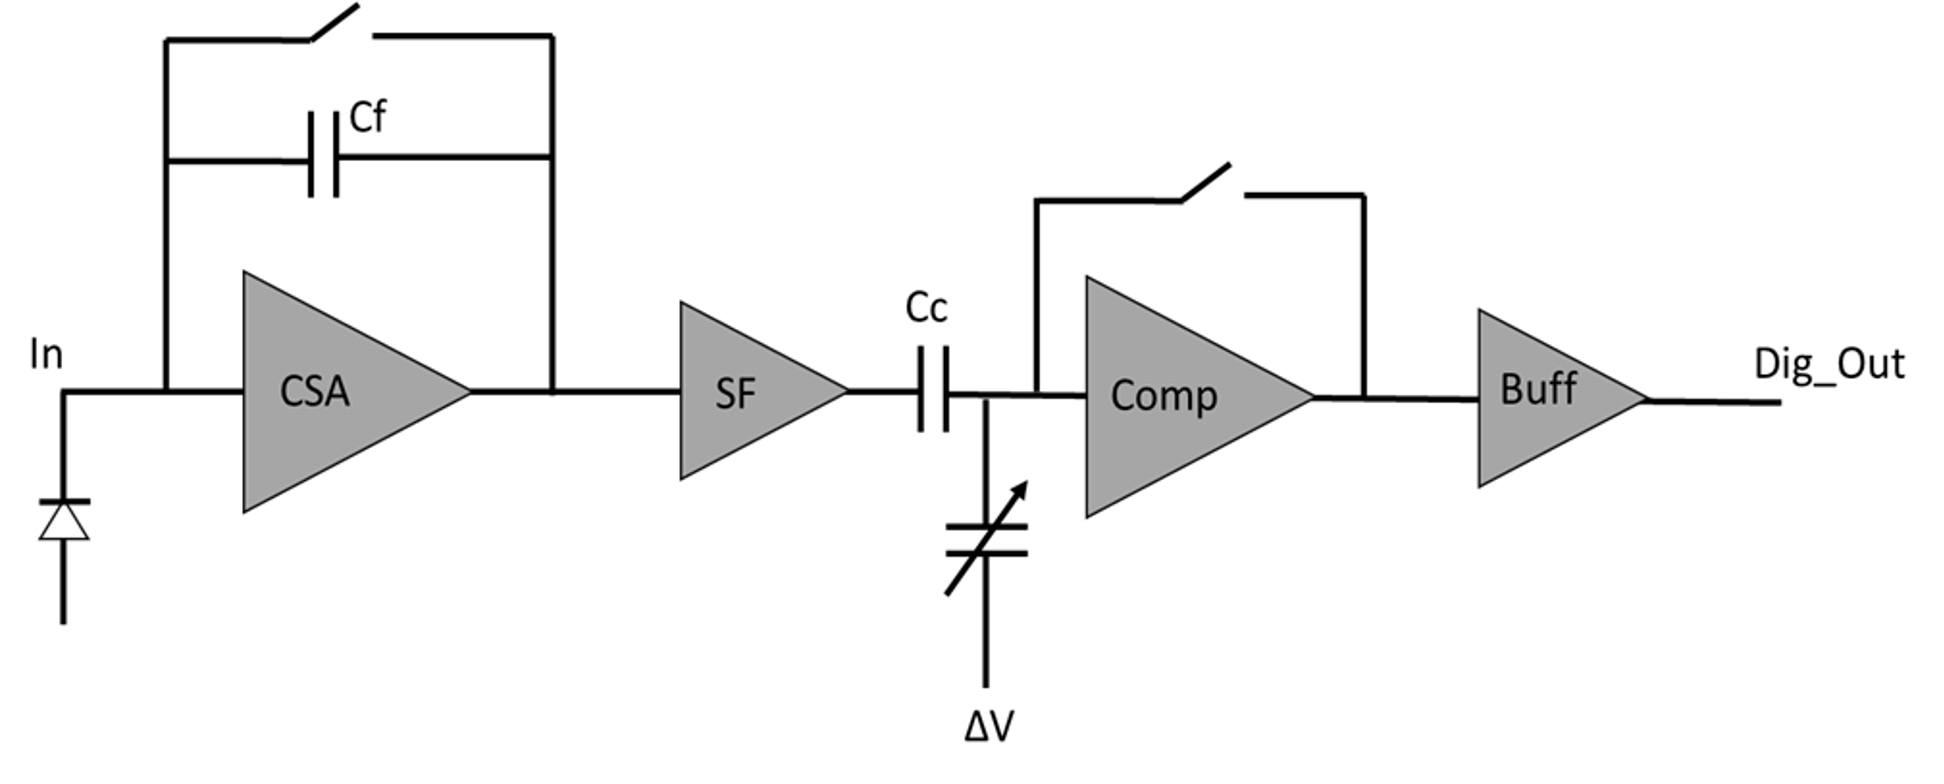 Cf
In
CSA
SF
Cc
Comp
Buff
Dig_Out
ΔV